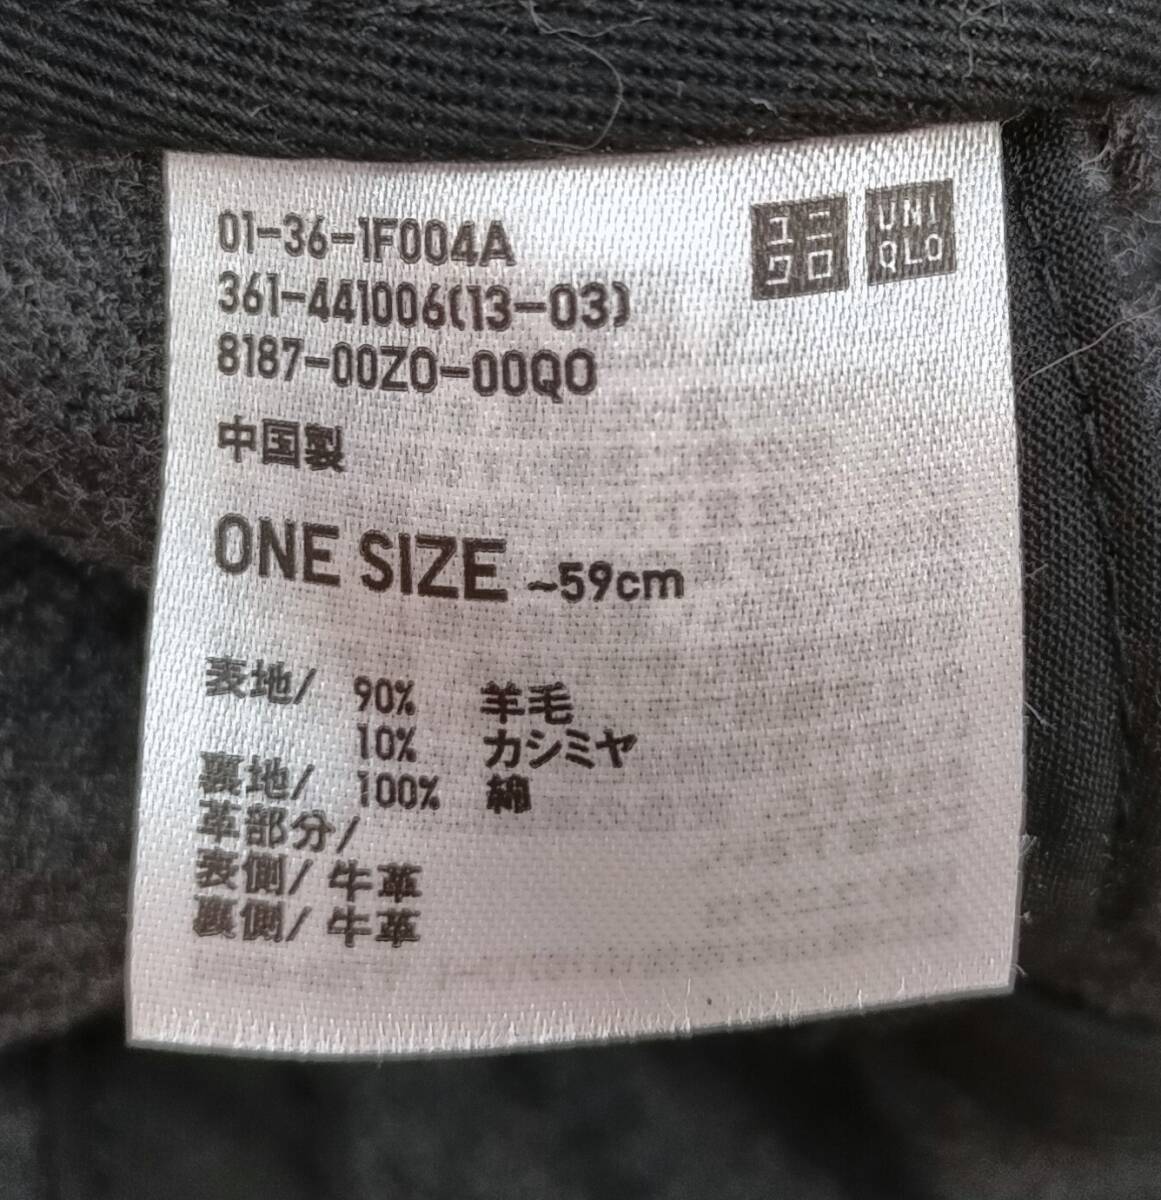 01-36-1F004A
361-441006(13-03)
8187-00Z0-00Q0
ユニクロ
UNIQLO
中国製
ONE SIZE ~59cm
表地/ 90% 羊毛
10% カシミヤ
裏地/ 100% 綿
革部分/
表側/ 牛革
裏側/ 牛革